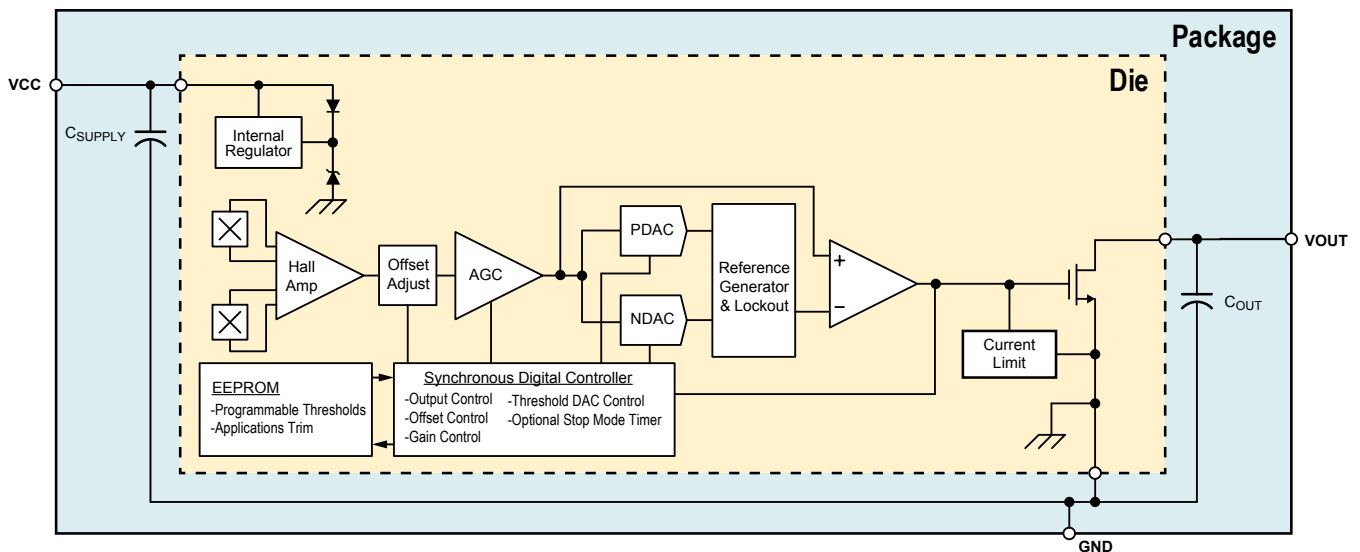 Package
Die
VCC
C_SUPPLY
Internal
Regulator
Hall
Amp
Offset
Adjust
AGC
PDAC
NDAC
Reference
Generator
& Lockout
+
−
VOUT
C_OUT
Current
Limit
EEPROM
-Programmable Thresholds
-Applications Trim
Synchronous Digital Controller
-Output Control
-Offset Control
-Gain Control
-Threshold DAC Control
-Optional Stop Mode Timer
GND